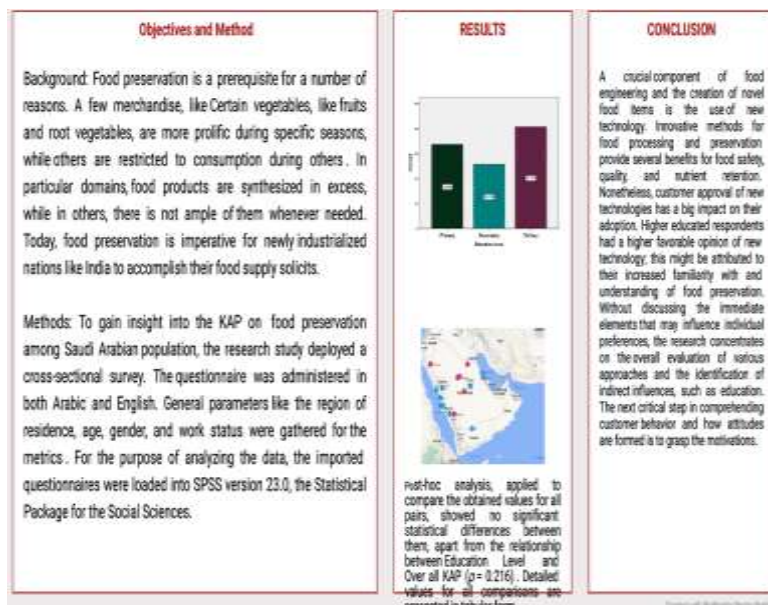 Objectives and Method
Background: Food preservation is a prerequisite for a number of
reasons. A few merchandise, like Certain vegetables, like fruits
and root vegetables, are more prolific during specific seasons,
while others are restricted to consumption during others. In
particular domains, food products are synthesized in excess,
while in others, there is not ample of them whenever needed.
Today, food preservation is imperative for newly industrialized
nations like India to accomplish their food supply solicits.
Methods: To gain insight into the KAP on food preservation
among Saudi Arabian population, the research study deployed a
cross-sectional survey. The questionnaire was administered in
both Arabic and English. General parameters like the region of
residence, age, gender, and work status were gathered for the
metrics. For the purpose of analyzing the data, the imported
questionnaires were loaded into SPSS version 23.0, the Statistical
Package for the Social Sciences.
RESULTS
Post-hoc analysis, applied to
compare the obtained values for all
pairs, showed no significant
statistical differences between
them, apart from the relationship
between Education Level and
Over all KAP (p= 0.216). Detailed
values for all comparisons are
presented in tabular form
CONCLUSION
A crucial component of food
engineering and the creation of novel
food items is the use of new
technology. Innovative methods for
food processing and preservation
provide several benefits for food safety,
quality, and nutrient retention.
Nonetheless, customer approval of new
technologies has a big impact on their
adoption. Higher educated respondents
had a higher favorable opinion of new
technology; this might be attributed to
their increased familiarity with and
understanding of food preservation.
Without discussing the immediate
elements that may influence individual
preferences, the research concentrates
on the overall evaluation of various
approaches and the identification of
indirect influences, such as education.
The next critical step in comprehending
customer behavior and how attitudes
are formed is to grasp the motivations.